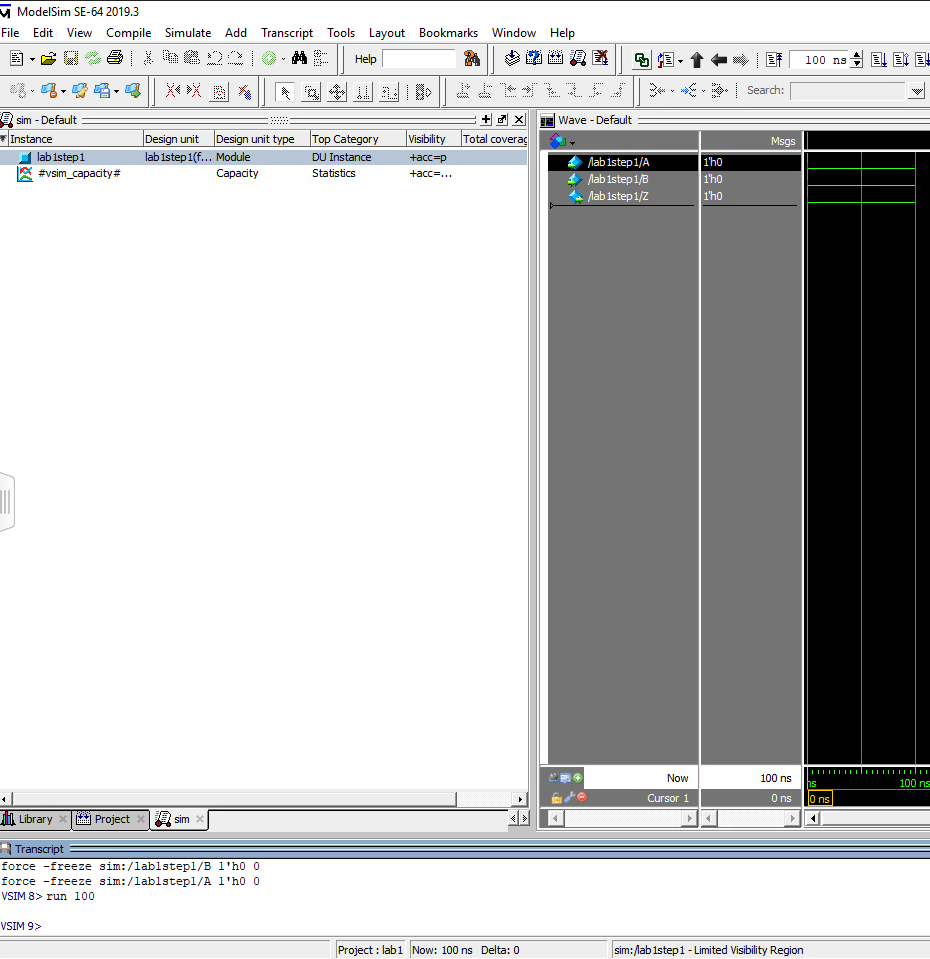 ModelSim SE-64 2019.3
File Edit View Compile Simulate Add Transcript Tools Layout Bookmarks Window Help
Help 100 ns
Search:
sim - Default
Instance Design unit Design unit type Top Category Visibility Total coverag
lab1step1 lab1step1(f... Module DU Instance +acc=p
#vsim_capacity# Capacity Statistics +acc=...
Wave - Default
Msgs
/lab1step1/A 1'h0
/lab1step1/B 1'h0
/lab1step1/Z 1'h0
Now 100 ns ns 100 ns
Cursor 1 0 ns 0 ns
Library Project sim
Transcript
force -freeze sim:/lab1step1/B 1'h0 0
force -freeze sim:/lab1step1/A 1'h0 0
VSIM 8> run 100
VSIM 9>
Project : lab1 Now: 100 ns Delta: 0 sim:/lab1step1 - Limited Visibility Region